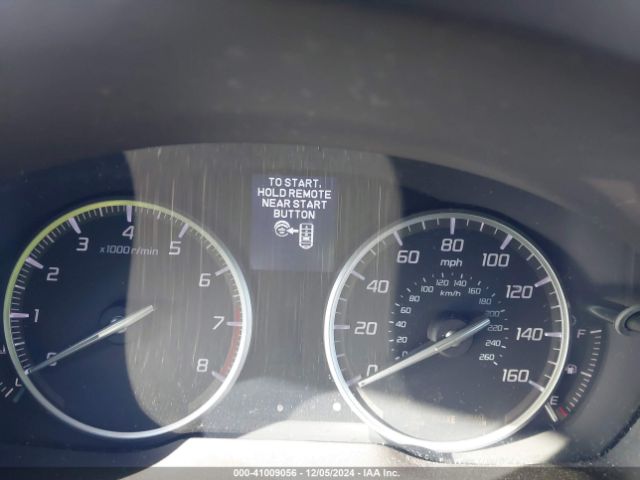 TO START,
HOLD REMOTE
NEAR START
BUTTON
0 1 2 3 4 5 6 7 8
x1000r/min
0 20 40 60 80 100 120 140 160
mph
0 20 40 60 80 100 120 140 160 180 200 220 240 260
km/h
F
E
000-41009056 - 12/05/2024 - IAA Inc.